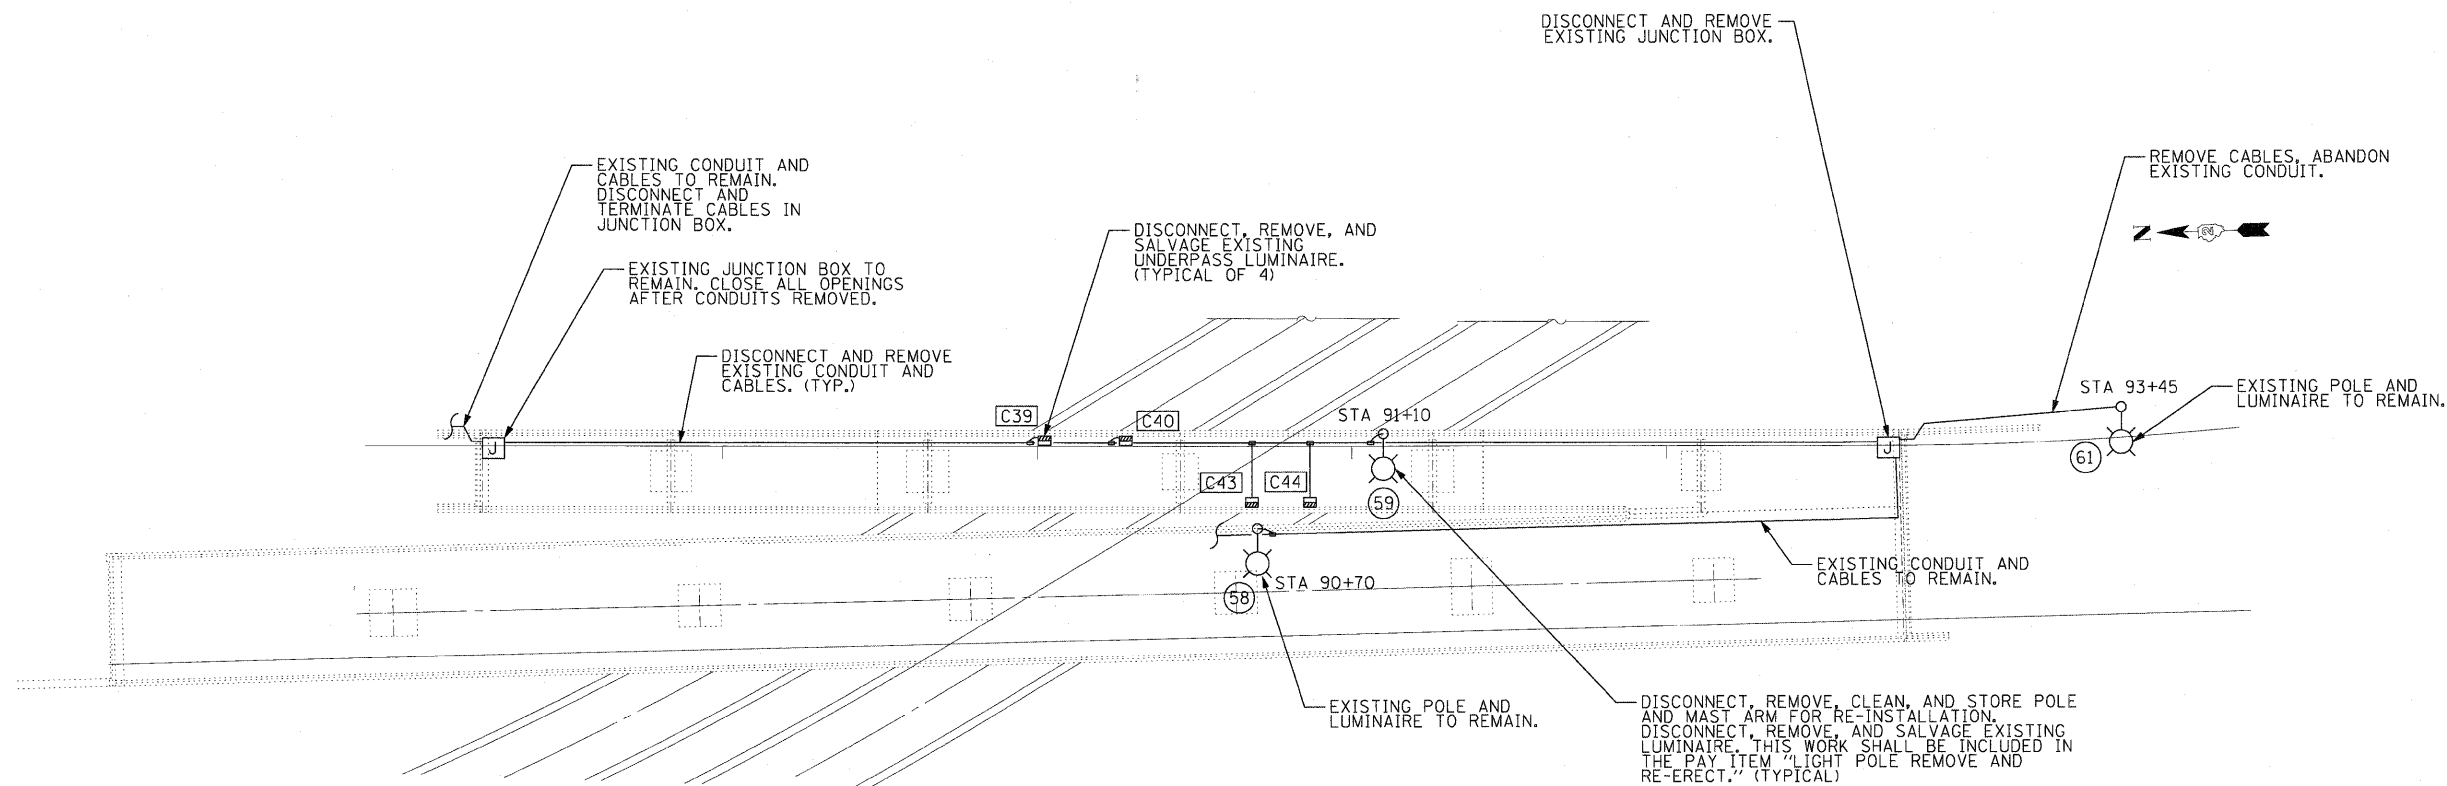 DISCONNECT AND REMOVE
EXISTING JUNCTION BOX.
EXISTING CONDUIT AND
CABLES TO REMAIN.
DISCONNECT AND
TERMINATE CABLES IN
JUNCTION BOX.
REMOVE CABLES, ABANDON
EXISTING CONDUIT.
DISCONNECT, REMOVE, AND
SALVAGE EXISTING
UNDERPASS LUMINAIRE.
(TYPICAL OF 4)
Z
EXISTING JUNCTION BOX TO
REMAIN. CLOSE ALL OPENINGS
AFTER CONDUITS REMOVED.
DISCONNECT AND REMOVE
EXISTING CONDUIT AND
CABLES. (TYP.)
STA 93+45
EXISTING POLE AND
LUMINAIRE TO REMAIN.
C39
C40
STA 91+10
J
J
61
C43
C44
59
EXISTING CONDUIT AND
CABLES TO REMAIN.
STA 90+70
58
EXISTING POLE AND
LUMINAIRE TO REMAIN.
DISCONNECT, REMOVE, CLEAN, AND STORE POLE
AND MAST ARM FOR RE-INSTALLATION.
DISCONNECT, REMOVE, AND SALVAGE EXISTING
LUMINAIRE. THIS WORK SHALL BE INCLUDED IN
THE PAY ITEM "LIGHT POLE REMOVE AND
RE-ERECT." (TYPICAL)